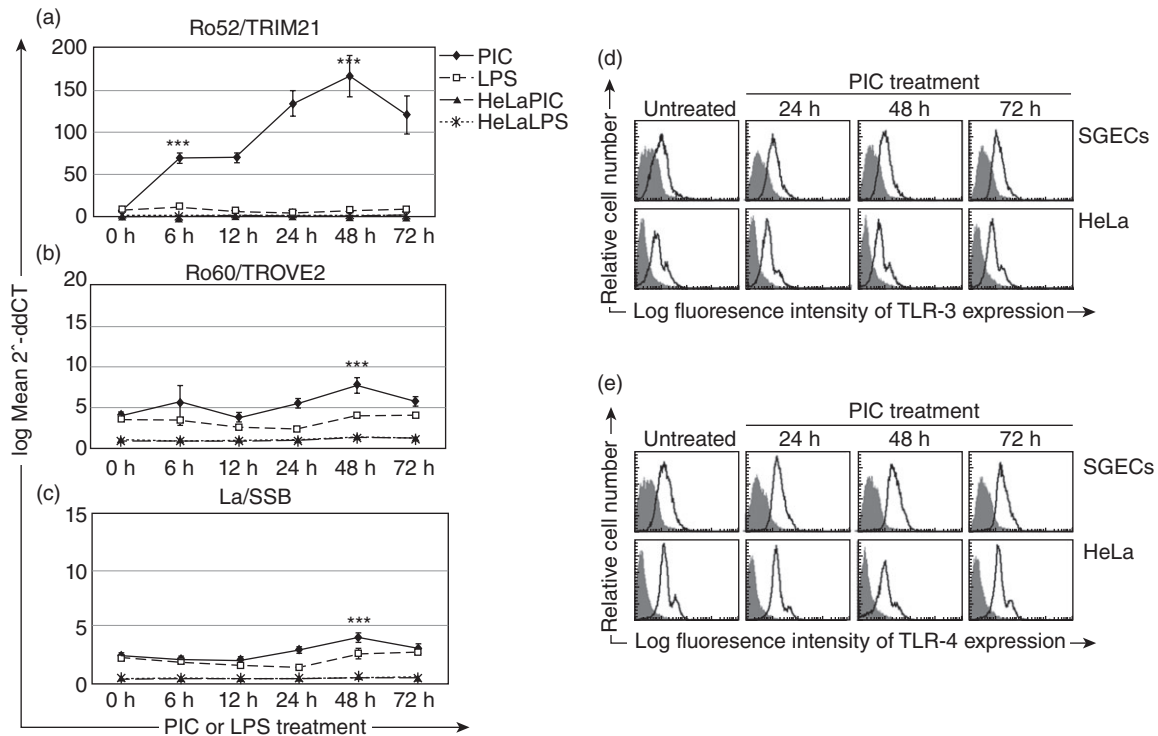 (a)
Ro52/TRIM21
200
150
100
50
0
***
***
0 h 6 h 12 h 24 h 48 h 72 h
PIC
LPS
HeLaPIC
HeLaLPS
(b)
Ro60/TROVE2
20
15
10
5
0
***
0 h 6 h 12 h 24 h 48 h 72 h
(c)
La/SSB
15
10
5
0
***
0 h 6 h 12 h 24 h 48 h 72 h
log Mean 2^-ddCT
PIC or LPS treatment
(d)
PIC treatment
Untreated 24 h 48 h 72 h
SGECs
HeLa
Relative cell number
Log fluoresence intensity of TLR-3 expression
(e)
PIC treatment
Untreated 24 h 48 h 72 h
SGECs
HeLa
Relative cell number
Log fluoresence intensity of TLR-4 expression